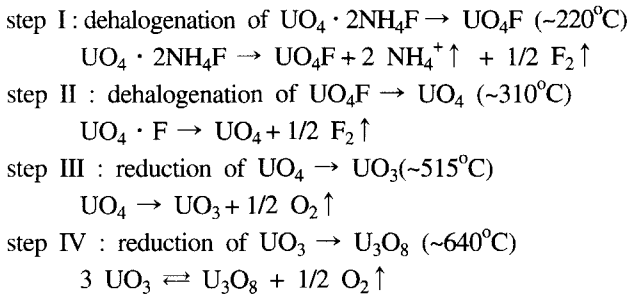 step I : dehalogenation of UO₄ · 2NH₄F → UO₄F (~220°C)
UO₄ · 2NH₄F → UO₄F + 2 NH₄⁺↑ + 1/2 F₂↑
step II : dehalogenation of UO₄F → UO₄ (~310°C)
UO₄ · F → UO₄ + 1/2 F₂↑
step III : reduction of UO₄ → UO₃(~515°C)
UO₄ → UO₃ + 1/2 O₂↑
step IV : reduction of UO₃ → U₃O₈ (~640°C)
3 UO₃ ⇄ U₃O₈ + 1/2 O₂↑